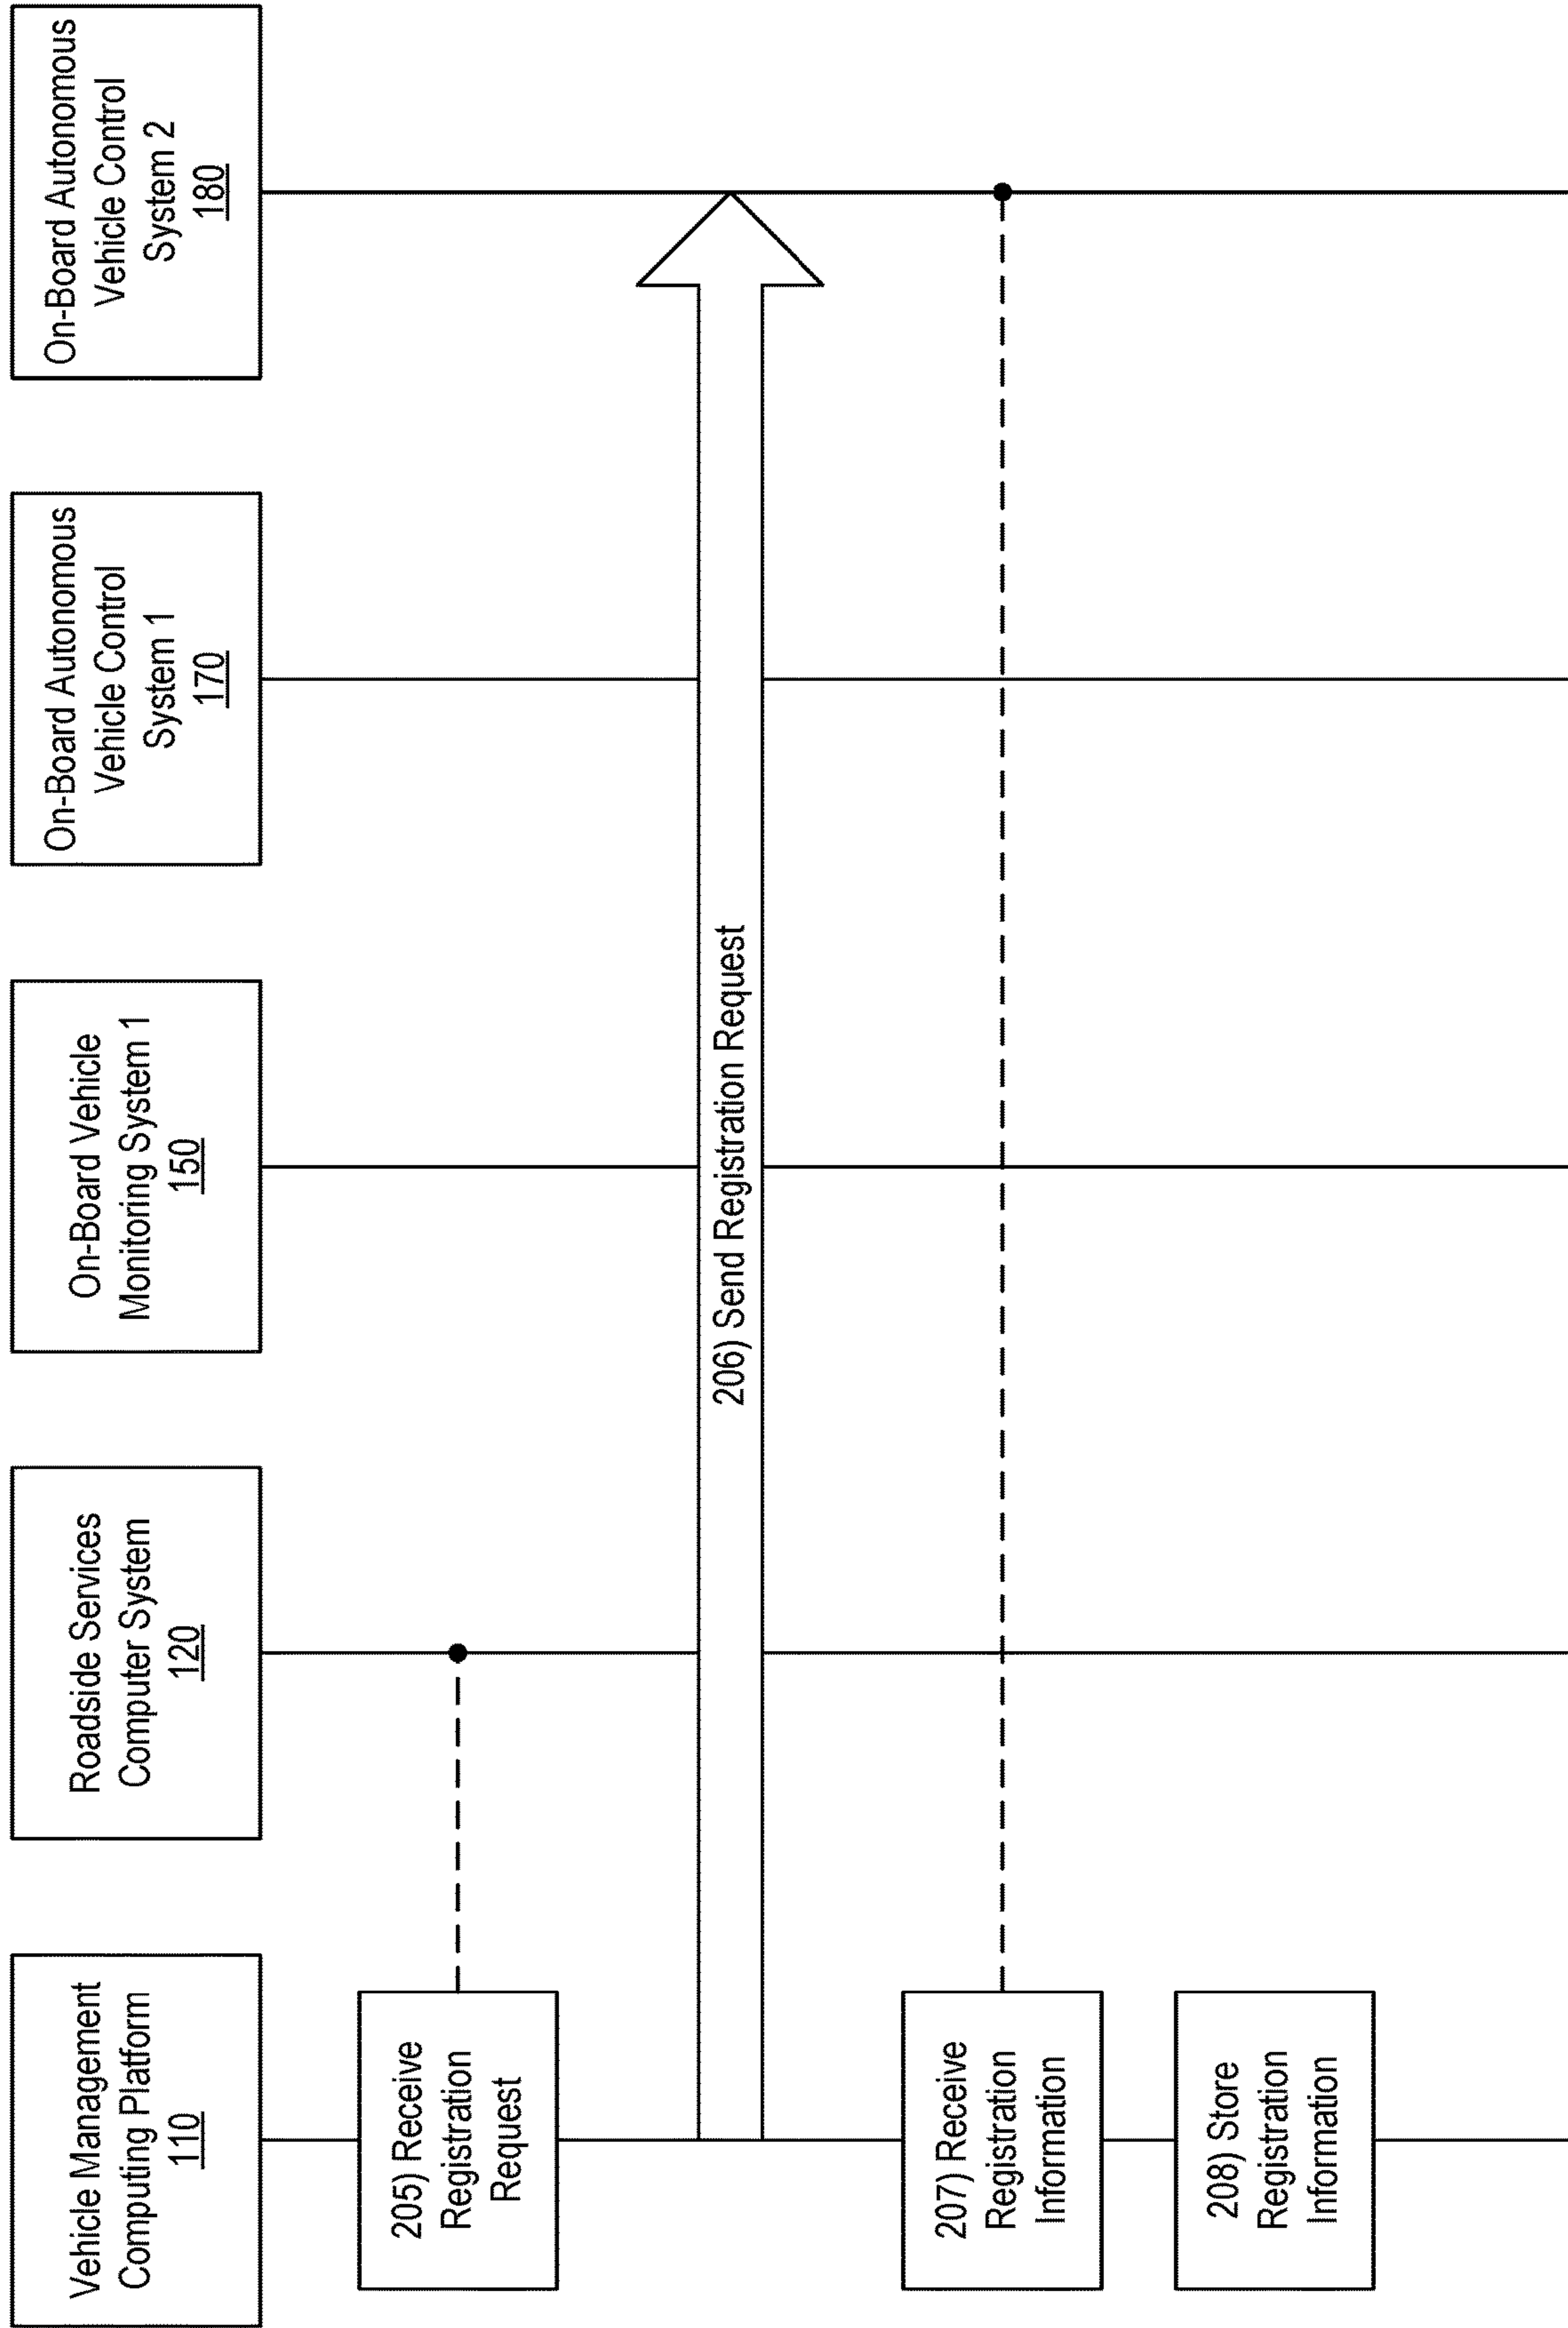 Vehicle Management
Computing Platform
110
Roadside Services
Computer System
120
On-Board Vehicle
Monitoring System 1
150
On-Board Autonomous
Vehicle Control
System 1
170
On-Board Autonomous
Vehicle Control
System 2
180
205) Receive
Registration
Request
206) Send Registration Request
207) Receive
Registration
Information
208) Store
Registration
Information